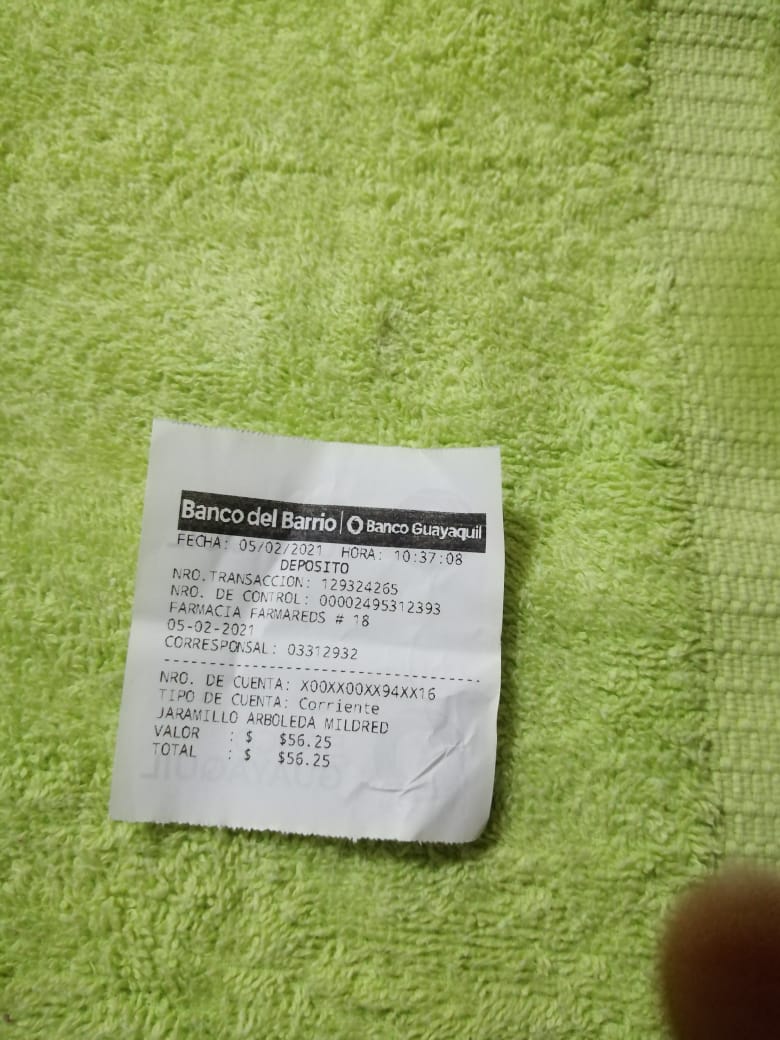 Banco del Barrio | Banco Guayaquil
FECHA: 05/02/2021 HORA: 10:37:08
DEPOSITO
NRO.TRANSACCION: 129324265
NRO. DE CONTROL: 00002495312393
FARMACIA FARMAREDS # 18
05-02-2021
CORRESPONSAL: 03312932
--------------------------------
NRO. DE CUENTA: X00XX00XX94XX16
TIPO DE CUENTA: Corriente
JARAMILLO ARBOLEDA MILDRED
VALOR : $ $56.25
TOTAL : $ $56.25